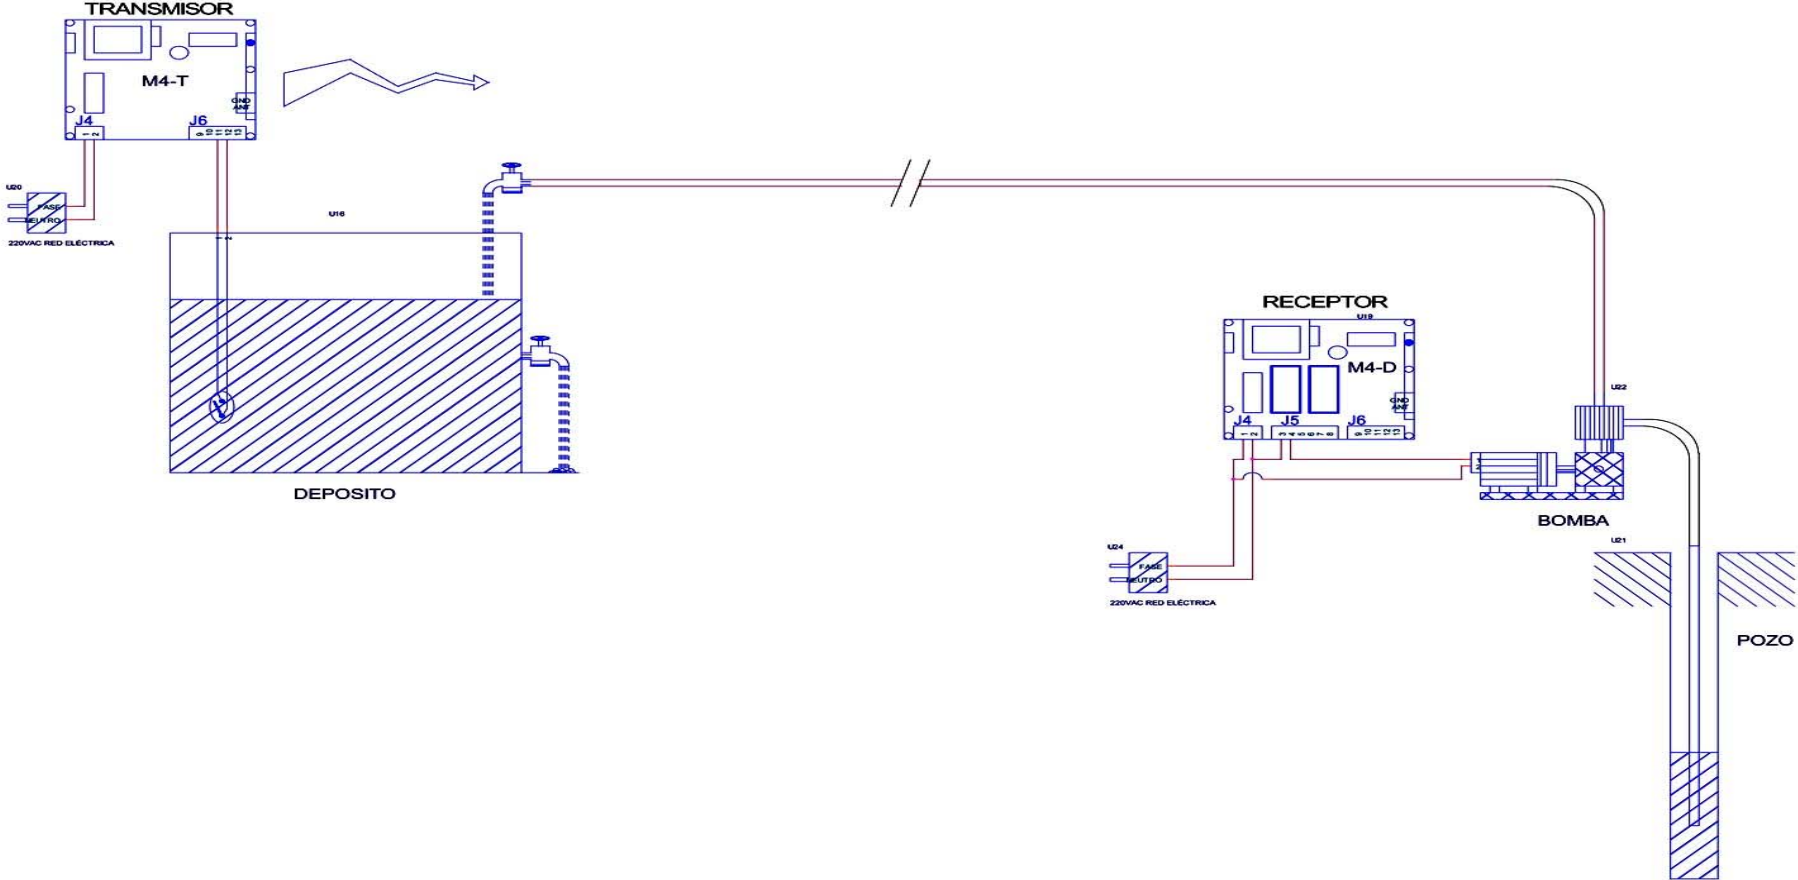 TRANSMISOR
M4-T
GND
ANT
J4
J6
1 2
9 10 11 12 13
U20
FASE
NEUTRO
220VAC RED ELÉCTRICA
U16
1 2
DEPOSITO
RECEPTOR
U19
M4-D
GND
ANT
J4
J5
J6
1 2
3 4 5 6 7 8
9 10 11 12 13
U22
1
2
BOMBA
U24
FASE
NEUTRO
220VAC RED ELÉCTRICA
U21
POZO